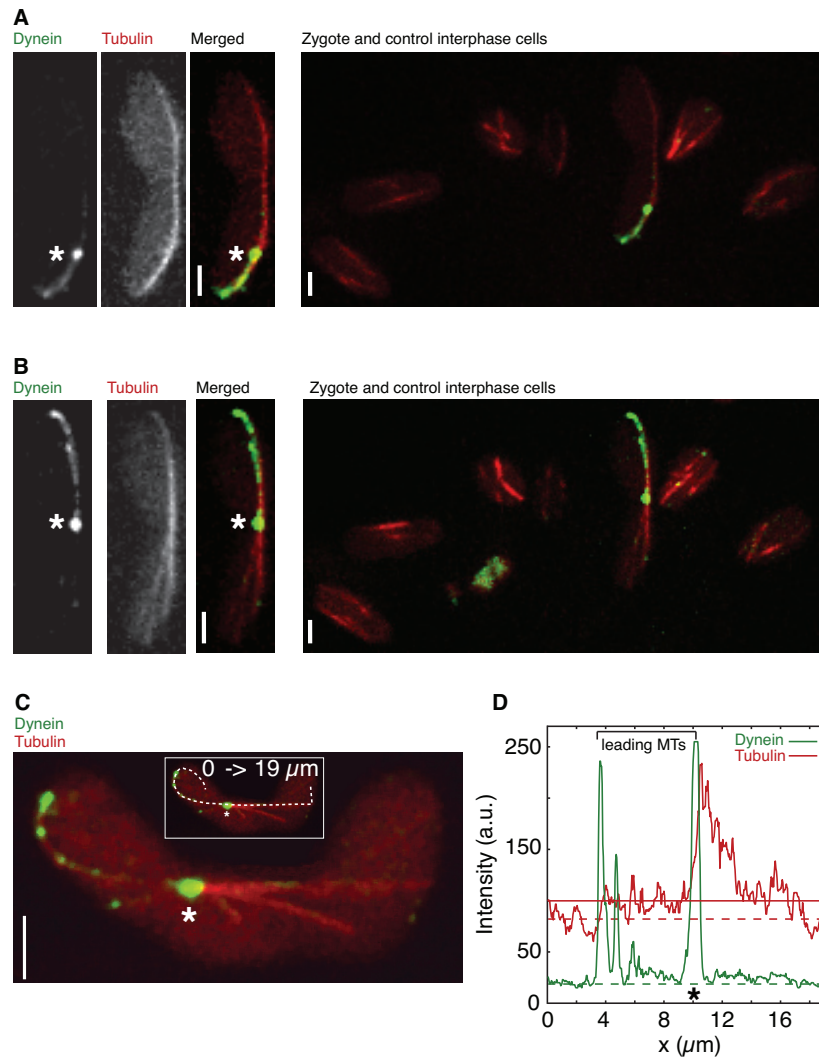 A
Dynein Tubulin Merged Zygote and control interphase cells
*
*
B
Dynein Tubulin Merged Zygote and control interphase cells
*
*
C
Dynein
Tubulin
0 -> 19 µm
*
*
D
250
150
50
0
Intensity (a.u.)
leading MTs
Dynein
Tubulin
0 4 8 12 16
*
x (µm)